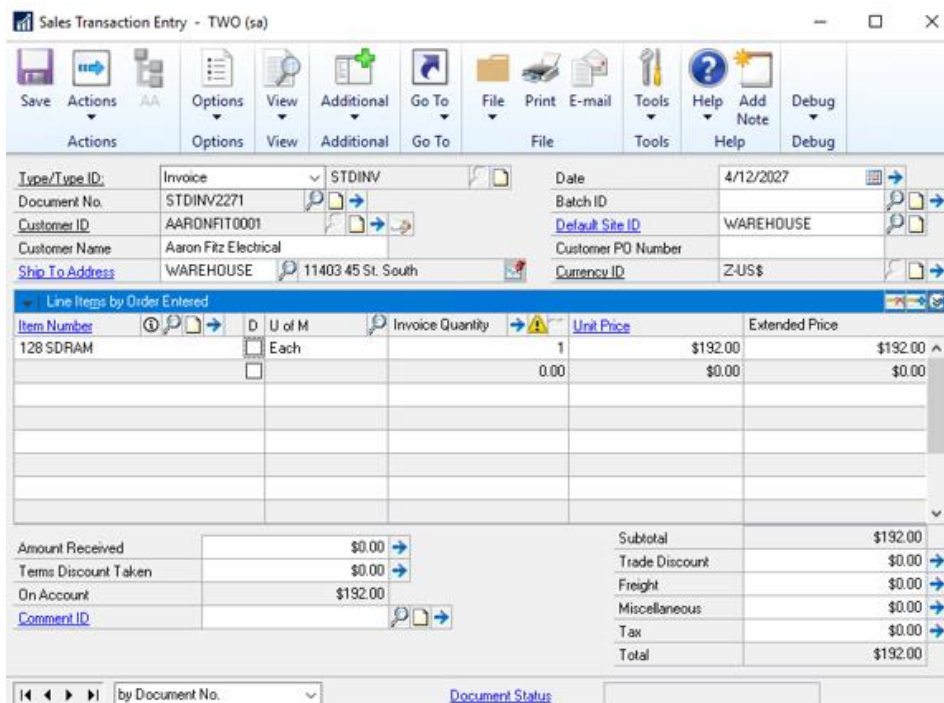 Sales Transaction Entry - TWO (sa)
Save Actions AA Options View Additional Go To File Print E-mail Tools Help Add Note Debug
Actions Options View Additional Go To File Tools Help Debug
Type/Type ID: Invoice STDINV Date 4/12/2027
Document No. STDINV2271 Batch ID
Customer ID AARONFIT0001 Default Site ID WAREHOUSE
Customer Name Aaron Fitz Electrical Customer PO Number
Ship To Address WAREHOUSE 11403 45 St. South Currency ID Z-US$
Line Items by Order Entered
Item Number D U of M Invoice Quantity Unit Price Extended Price
128 SDRAM Each 1 $192.00 $192.00
0.00 $0.00 $0.00
Subtotal $192.00
Amount Received $0.00 Trade Discount $0.00
Terms Discount Taken $0.00 Freight $0.00
On Account $192.00 Miscellaneous $0.00
Comment ID Tax $0.00
Total $192.00
by Document No. Document Status